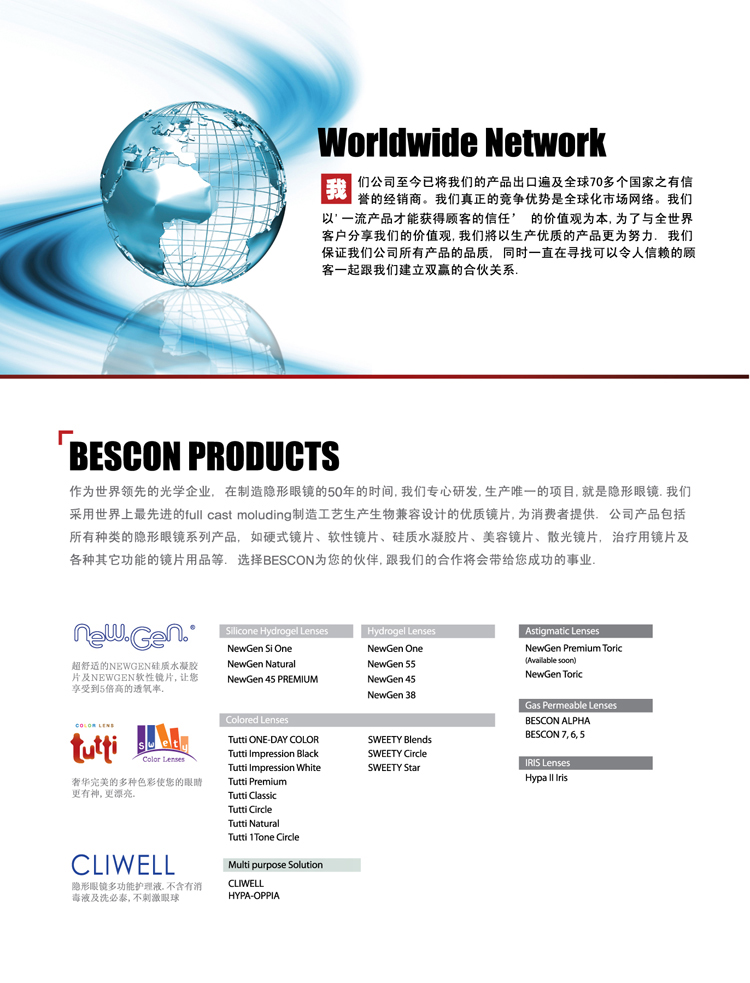 Worldwide Network
我们公司至今已将我们的产品出口遍及全球70多个国家之有信
誉的经销商。我们真正的竞争优势是全球化市场网络。我们
以'一流产品才能获得顾客的信任’ 的价值观为本,为了与全世界
客户分享我们的价值观,我们將以生产优质的产品更为努力. 我们
保证我们公司所有产品的品质, 同时一直在寻找可以令人信赖的顾
客一起跟我们建立双赢的合伙关系.
BESCON PRODUCTS
作为世界领先的光学企业, 在制造隐形眼镜的50年的时间,我们专心研发,生产唯一的项目,就是隐形眼镜.我们
采用世界上最先进的full cast moluding制造工艺生产生物兼容设计的优质镜片,为消费者提供. 公司产品包括
所有种类的隐形眼镜系列产品, 如硬式镜片、软性镜片、硅质水凝胶片、美容镜片、散光镜片, 治疗用镜片及
各种其它功能的镜片用品等. 选择BESCON为您的伙伴,跟我们的合作将会带给您成功的事业.
new.Gen.®
超舒适的NEWGEN硅质水凝胶
片及NEWGEN软性镜片,让您
享受到5倍高的透氧率.
Silicone Hydrogel Lenses
NewGen Si One
NewGen Natural
NewGen 45 PREMIUM
Hydrogel Lenses
NewGen One
NewGen 55
NewGen 45
NewGen 38
Astigmatic Lenses
NewGen Premium Toric
(Available soon)
NewGen Toric
Gas Permeable Lenses
BESCON ALPHA
BESCON 7, 6, 5
IRIS Lenses
Hypa II Iris
COLOR LENS
tutti
sweety
Color Lenses
奢华完美的多种色彩使您的眼睛
更有神,更漂亮.
Colored Lenses
Tutti ONE-DAY COLOR
Tutti Impression Black
Tutti Impression White
Tutti Premium
Tutti Classic
Tutti Circle
Tutti Natural
Tutti 1Tone Circle
SWEETY Blends
SWEETY Circle
SWEETY Star
CLIWELL
隐形眼镜多功能护理液.不含有消
毒液及洗必泰,不刺激眼球
Multi purpose Solution
CLIWELL
HYPA-OPPIA